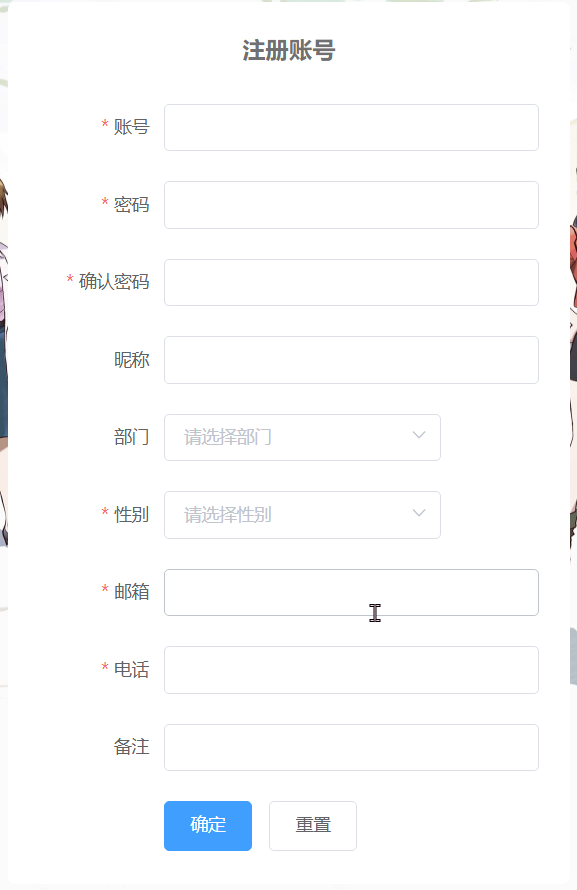 注册账号
* 账号
* 密码
* 确认密码
昵称
部门 请选择部门
* 性别 请选择性别
* 邮箱
* 电话
备注
确定 重置